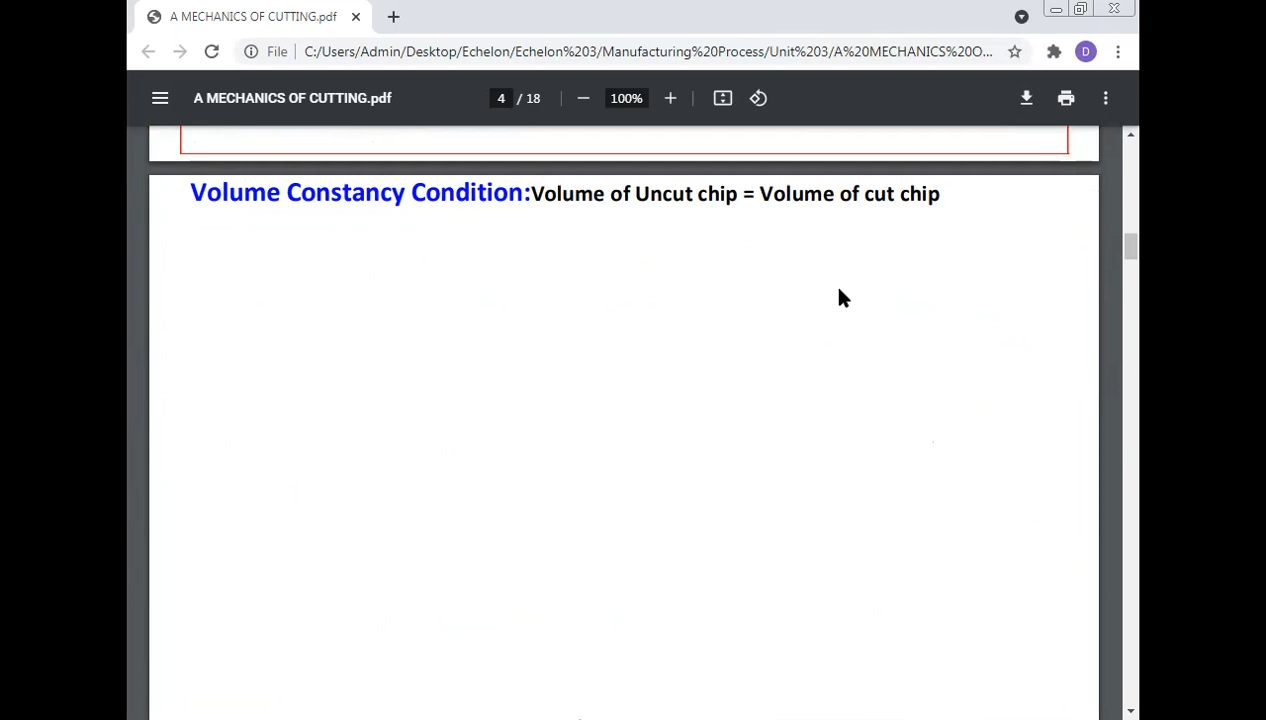 A MECHANICS OF CUTTING.pdf
File C:/Users/Admin/Desktop/Echelon/Echelon%203/Manufacturing%20Process/Unit%203/A%20MECHANICS%20O...
D
A MECHANICS OF CUTTING.pdf 4 / 18 100%
Volume Constancy Condition:Volume of Uncut chip = Volume of cut chip